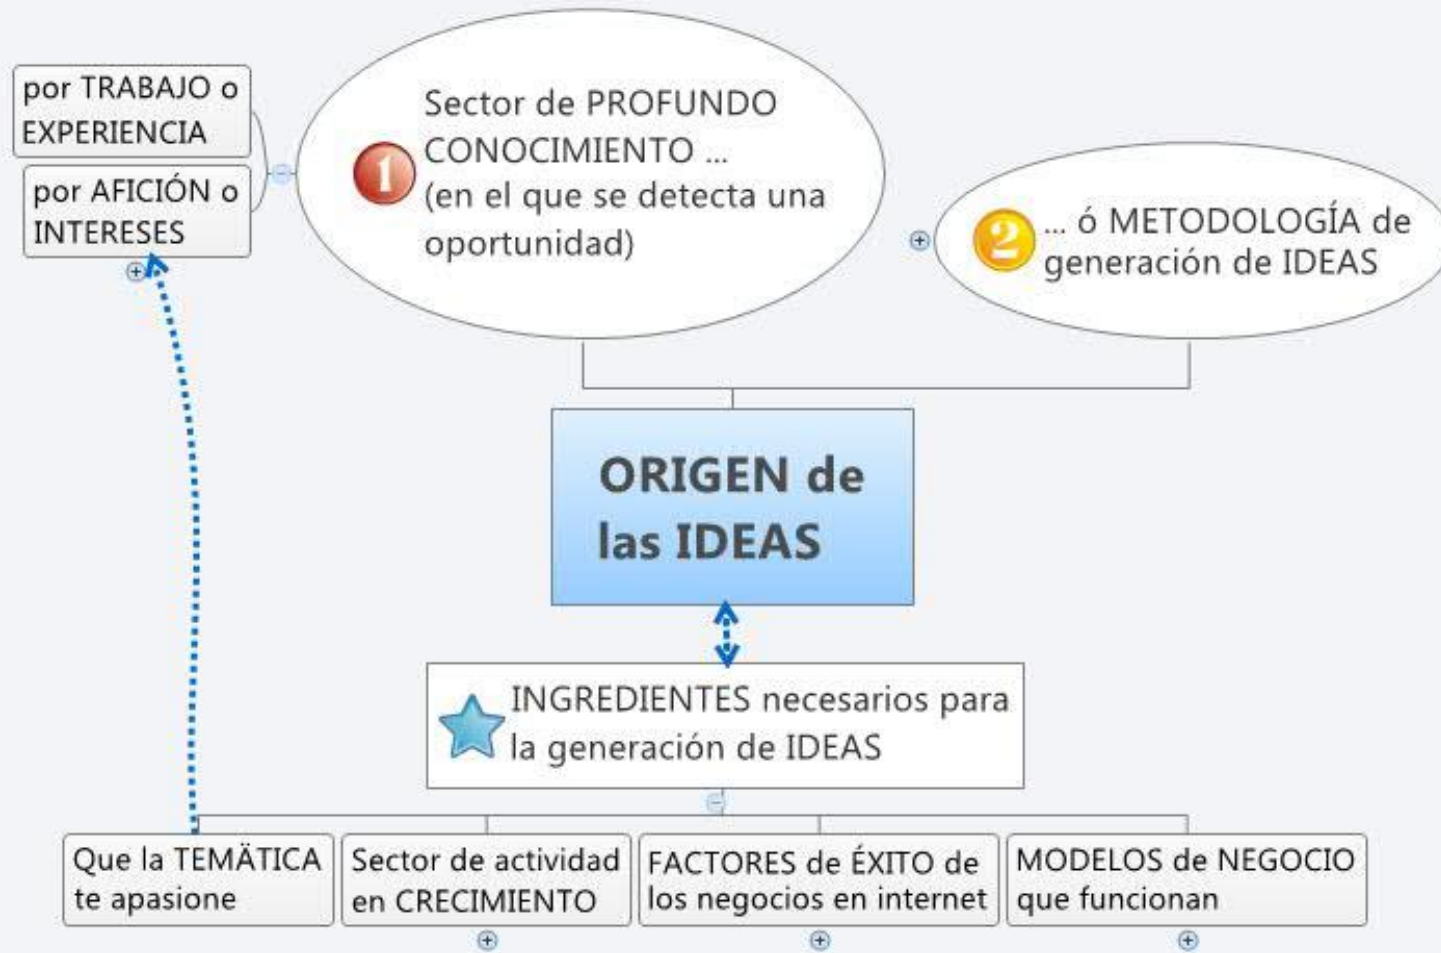 por TRABAJO o
EXPERIENCIA
por AFICIÓN o
INTERESES
1
Sector de PROFUNDO
CONOCIMIENTO ...
(en el que se detecta una
oportunidad)
2
... ó METODOLOGÍA de
generación de IDEAS
ORIGEN de
las IDEAS
INGREDIENTES necesarios para
la generación de IDEAS
Que la TEMÄTICA
te apasione
Sector de actividad
en CRECIMIENTO
FACTORES de ÉXITO de
los negocios en internet
MODELOS de NEGOCIO
que funcionan